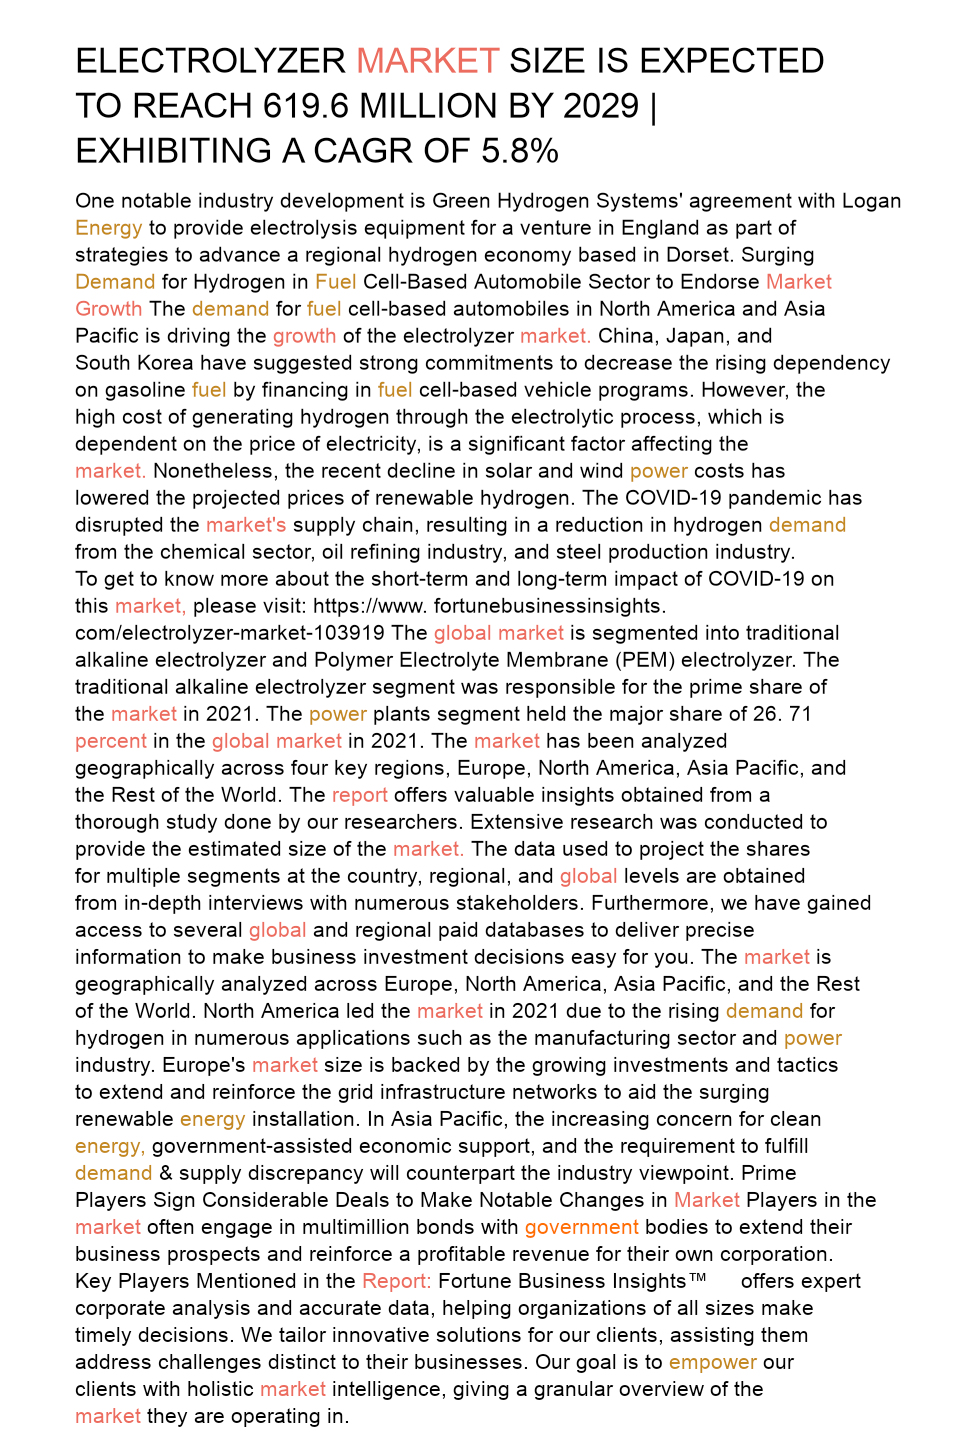 ELECTROLYZER MARKET SIZE IS EXPECTED
TO REACH 619.6 MILLION BY 2029 |
EXHIBITING A CAGR OF 5.8%
One notable industry development is Green Hydrogen Systems' agreement with Logan
Energy to provide electrolysis equipment for a venture in England as part of
strategies to advance a regional hydrogen economy based in Dorset. Surging
Demand for Hydrogen in Fuel Cell-Based Automobile Sector to Endorse Market
Growth The demand for fuel cell-based automobiles in North America and Asia
Pacific is driving the growth of the electrolyzer market. China, Japan, and
South Korea have suggested strong commitments to decrease the rising dependency
on gasoline fuel by financing in fuel cell-based vehicle programs. However, the
high cost of generating hydrogen through the electrolytic process, which is
dependent on the price of electricity, is a significant factor affecting the
market. Nonetheless, the recent decline in solar and wind power costs has
lowered the projected prices of renewable hydrogen. The COVID-19 pandemic has
disrupted the market's supply chain, resulting in a reduction in hydrogen demand
from the chemical sector, oil refining industry, and steel production industry.
To get to know more about the short-term and long-term impact of COVID-19 on
this market, please visit: https://www. fortunebusinessinsights.
com/electrolyzer-market-103919 The global market is segmented into traditional
alkaline electrolyzer and Polymer Electrolyte Membrane (PEM) electrolyzer. The
traditional alkaline electrolyzer segment was responsible for the prime share of
the market in 2021. The power plants segment held the major share of 26. 71
percent in the global market in 2021. The market has been analyzed
geographically across four key regions, Europe, North America, Asia Pacific, and
the Rest of the World. The report offers valuable insights obtained from a
thorough study done by our researchers. Extensive research was conducted to
provide the estimated size of the market. The data used to project the shares
for multiple segments at the country, regional, and global levels are obtained
from in-depth interviews with numerous stakeholders. Furthermore, we have gained
access to several global and regional paid databases to deliver precise
information to make business investment decisions easy for you. The market is
geographically analyzed across Europe, North America, Asia Pacific, and the Rest
of the World. North America led the market in 2021 due to the rising demand for
hydrogen in numerous applications such as the manufacturing sector and power
industry. Europe's market size is backed by the growing investments and tactics
to extend and reinforce the grid infrastructure networks to aid the surging
renewable energy installation. In Asia Pacific, the increasing concern for clean
energy, government-assisted economic support, and the requirement to fulfill
demand & supply discrepancy will counterpart the industry viewpoint. Prime
Players Sign Considerable Deals to Make Notable Changes in Market Players in the
market often engage in multimillion bonds with government bodies to extend their
business prospects and reinforce a profitable revenue for their own corporation.
Key Players Mentioned in the Report: Fortune Business Insights™ offers expert
corporate analysis and accurate data, helping organizations of all sizes make
timely decisions. We tailor innovative solutions for our clients, assisting them
address challenges distinct to their businesses. Our goal is to empower our
clients with holistic market intelligence, giving a granular overview of the
market they are operating in.